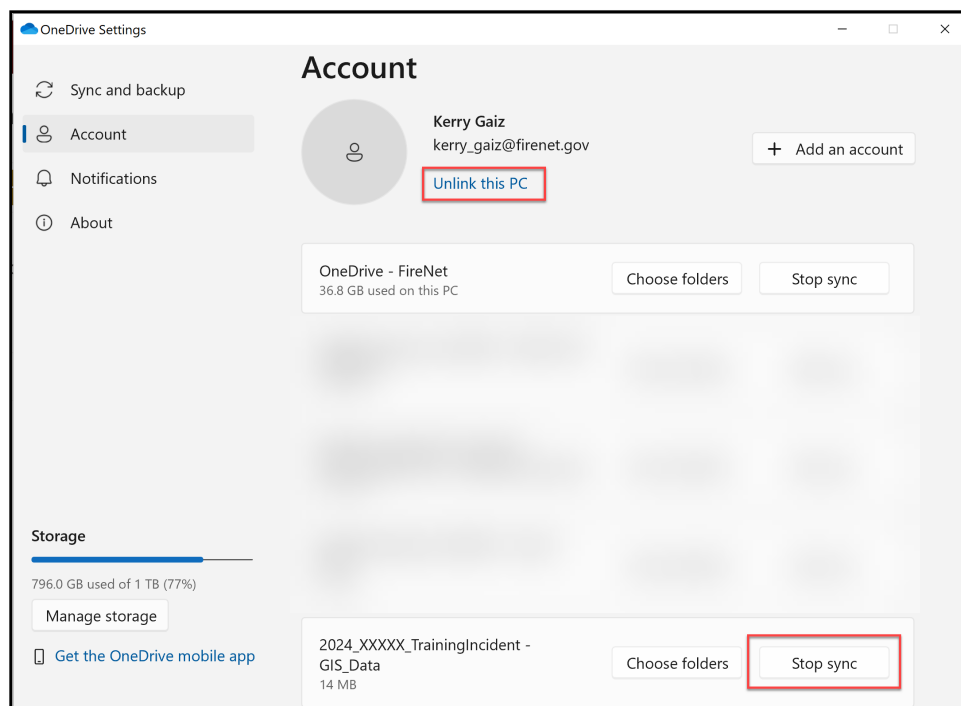 OneDrive Settings
Sync and backup
Account
Notifications
About
Storage
796.0 GB used of 1 TB (77%)
Manage storage
Get the OneDrive mobile app
Account
Kerry Gaiz
kerry_gaiz@firenet.gov
Unlink this PC
+ Add an account
OneDrive - FireNet
36.8 GB used on this PC
Choose folders
Stop sync
2024_XXXXX_TrainingIncident -
GIS_Data
14 MB
Choose folders
Stop sync